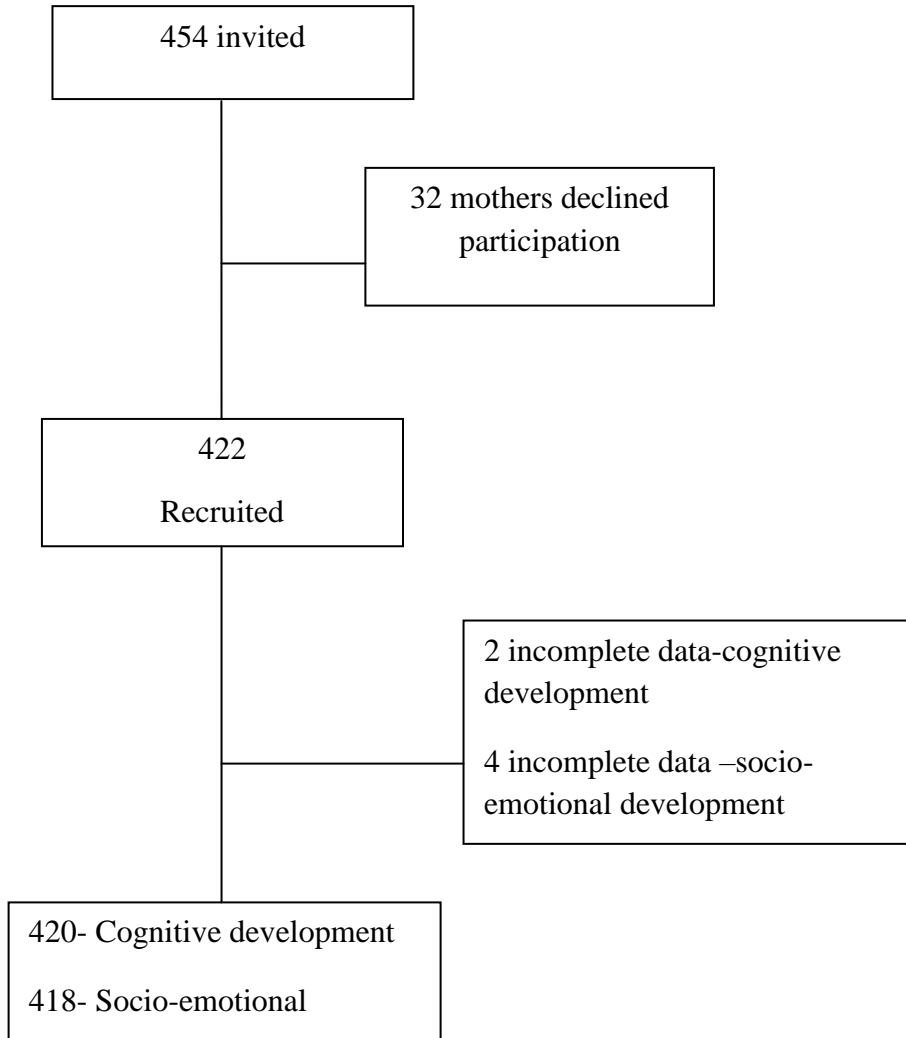 454 invited
32 mothers declined
participation
422
Recruited
2 incomplete data-cognitive
development
4 incomplete data –socio-
emotional development
420- Cognitive development
418- Socio-emotional